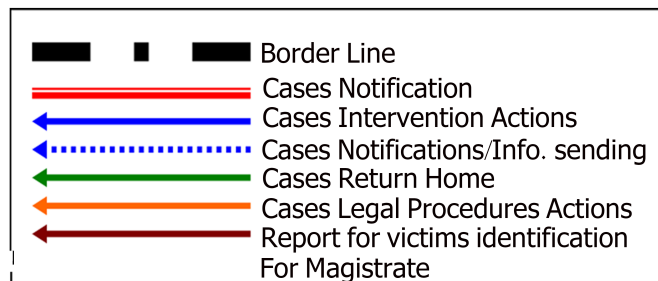 Border Line
Cases Notification
Cases Intervention Actions
Cases Notifications/Info. sending
Cases Return Home
Cases Legal Procedures Actions
Report for victims identification
For Magistrate